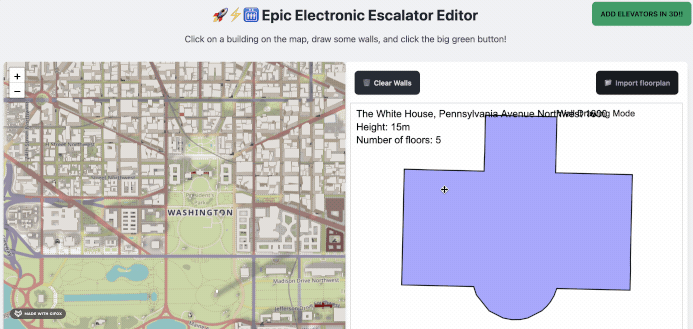 🚀⚡🛗 Epic Electronic Escalator Editor
ADD ELEVATORS IN 3D!!
Click on a building on the map, draw some walls, and click the big green button!
+
−
Clear Walls
Import floorplan
The White House, Pennsylvania Avenue Northwest 1600
Wall Drawing Mode
Height: 15m
Number of floors: 5
WASHINGTON
Madison Drive Northwest
MADE WITH GIFOX